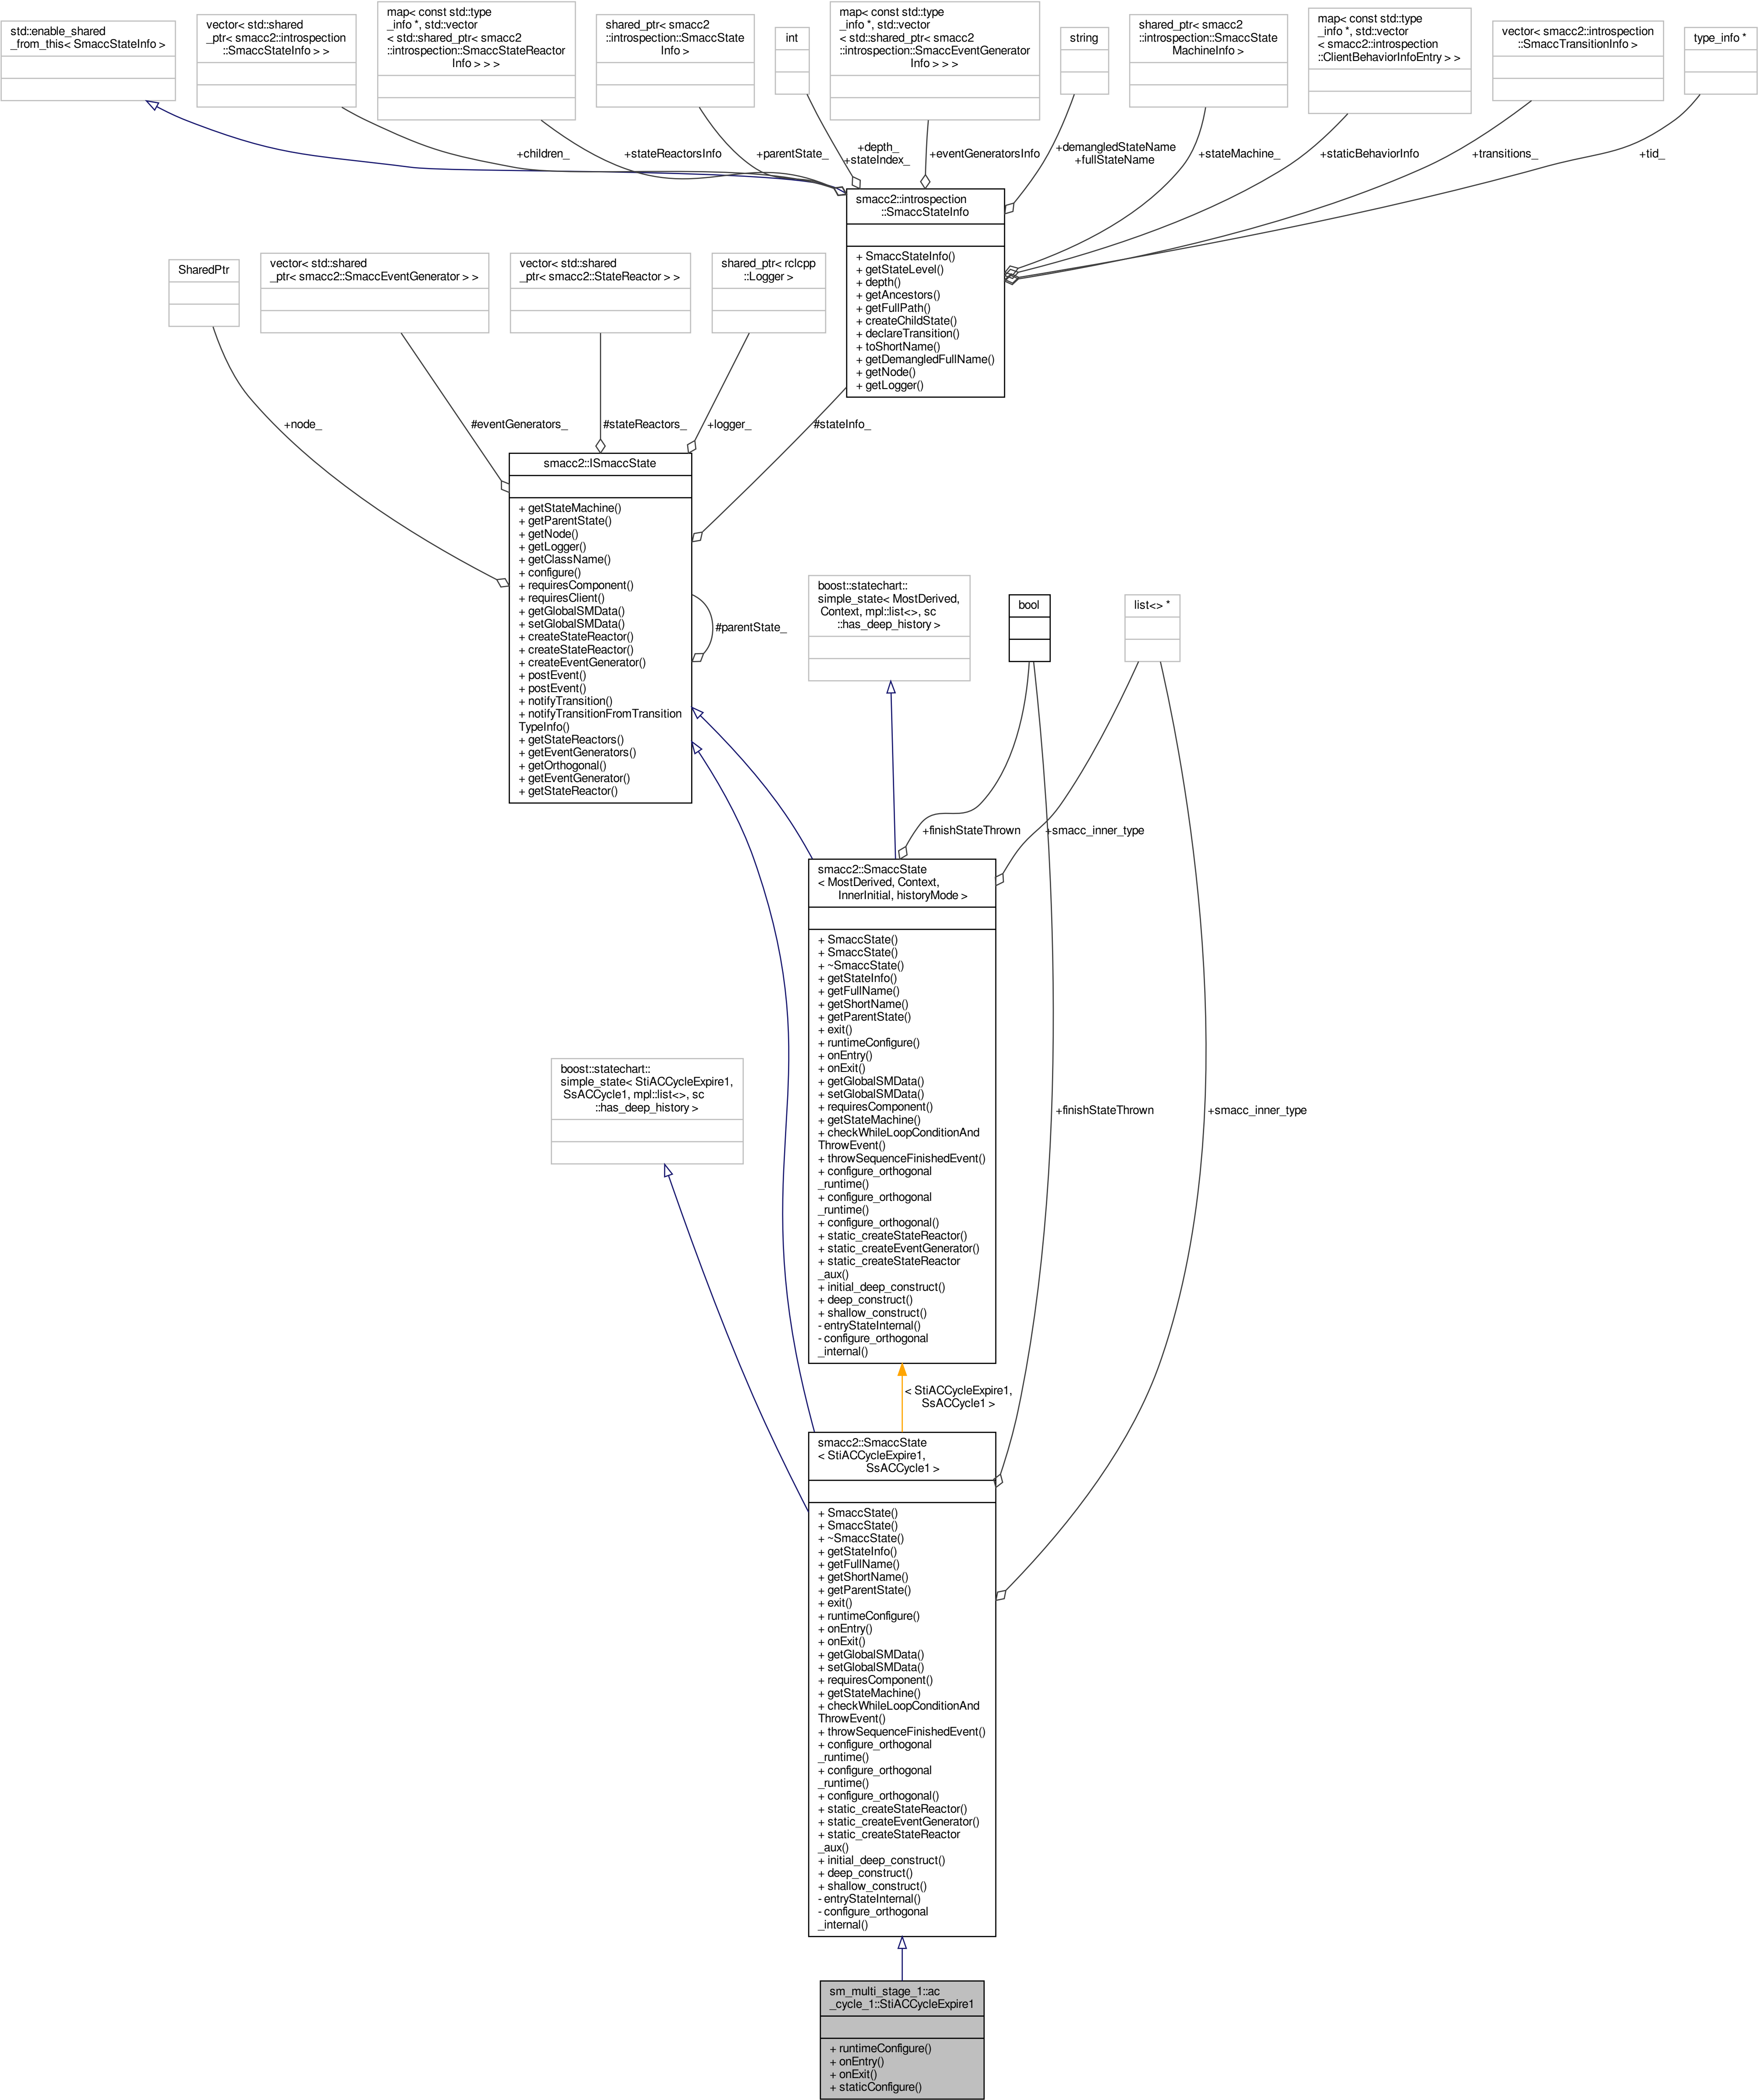 std::enable_shared
_from_this< SmaccStateInfo >
vector< std::shared
_ptr< smacc2::introspection
::SmaccStateInfo > >
map< const std::type
_info *, std::vector
< std::shared_ptr< smacc2
::introspection::SmaccStateReactor
Info > > >
shared_ptr< smacc2
::introspection::SmaccState
Info >
int
map< const std::type
_info *, std::vector
< std::shared_ptr< smacc2
::introspection::SmaccEventGenerator
Info > > >
string
shared_ptr< smacc2
::introspection::SmaccState
MachineInfo >
map< const std::type
_info *, std::vector
< smacc2::introspection
::ClientBehaviorInfoEntry > >
vector< smacc2::introspection
::SmaccTransitionInfo >
type_info *
+children_
+stateReactorsInfo
+parentState_
+depth_
+stateIndex_
+eventGeneratorsInfo
+demangledStateName
+fullStateName
+stateMachine_
+staticBehaviorInfo
+transitions_
+tid_
smacc2::introspection
::SmaccStateInfo
+ SmaccStateInfo()
+ getStateLevel()
+ depth()
+ getAncestors()
+ getFullPath()
+ createChildState()
+ declareTransition()
+ toShortName()
+ getDemangledFullName()
+ getNode()
+ getLogger()
SharedPtr
vector< std::shared
_ptr< smacc2::SmaccEventGenerator > >
vector< std::shared
_ptr< smacc2::StateReactor > >
shared_ptr< rclcpp
::Logger >
+node_
#eventGenerators_
#stateReactors_
+logger_
#stateInfo_
smacc2::ISmaccState
+ getStateMachine()
+ getParentState()
+ getNode()
+ getLogger()
+ getClassName()
+ configure()
+ requiresComponent()
+ requiresClient()
+ getGlobalSMData()
+ setGlobalSMData()
+ createStateReactor()
+ createStateReactor()
+ createEventGenerator()
+ postEvent()
+ postEvent()
+ notifyTransition()
+ notifyTransitionFromTransition
TypeInfo()
+ getStateReactors()
+ getEventGenerators()
+ getOrthogonal()
+ getEventGenerator()
+ getStateReactor()
#parentState_
boost::statechart::
simple_state< MostDerived,
Context, mpl::list<>, sc
::has_deep_history >
bool
list<> *
+finishStateThrown
+smacc_inner_type
smacc2::SmaccState
< MostDerived, Context,
InnerInitial, historyMode >
+ SmaccState()
+ SmaccState()
+ ~SmaccState()
+ getStateInfo()
+ getFullName()
+ getShortName()
+ getParentState()
+ exit()
+ runtimeConfigure()
+ onEntry()
+ onExit()
+ getGlobalSMData()
+ setGlobalSMData()
+ requiresComponent()
+ getStateMachine()
+ checkWhileLoopConditionAnd
ThrowEvent()
+ throwSequenceFinishedEvent()
+ configure_orthogonal
_runtime()
+ configure_orthogonal
_runtime()
+ configure_orthogonal()
+ static_createStateReactor()
+ static_createEventGenerator()
+ static_createStateReactor
_aux()
+ initial_deep_construct()
+ deep_construct()
+ shallow_construct()
- entryStateInternal()
- configure_orthogonal
_internal()
boost::statechart::
simple_state< StiACCycleExpire1,
SsACCycle1, mpl::list<>, sc
::has_deep_history >
+finishStateThrown
+smacc_inner_type
< StiACCycleExpire1,
SsACCycle1 >
smacc2::SmaccState
< StiACCycleExpire1,
SsACCycle1 >
+ SmaccState()
+ SmaccState()
+ ~SmaccState()
+ getStateInfo()
+ getFullName()
+ getShortName()
+ getParentState()
+ exit()
+ runtimeConfigure()
+ onEntry()
+ onExit()
+ getGlobalSMData()
+ setGlobalSMData()
+ requiresComponent()
+ getStateMachine()
+ checkWhileLoopConditionAnd
ThrowEvent()
+ throwSequenceFinishedEvent()
+ configure_orthogonal
_runtime()
+ configure_orthogonal
_runtime()
+ configure_orthogonal()
+ static_createStateReactor()
+ static_createEventGenerator()
+ static_createStateReactor
_aux()
+ initial_deep_construct()
+ deep_construct()
+ shallow_construct()
- entryStateInternal()
- configure_orthogonal
_internal()
sm_multi_stage_1::ac
_cycle_1::StiACCycleExpire1
+ runtimeConfigure()
+ onEntry()
+ onExit()
+ staticConfigure()